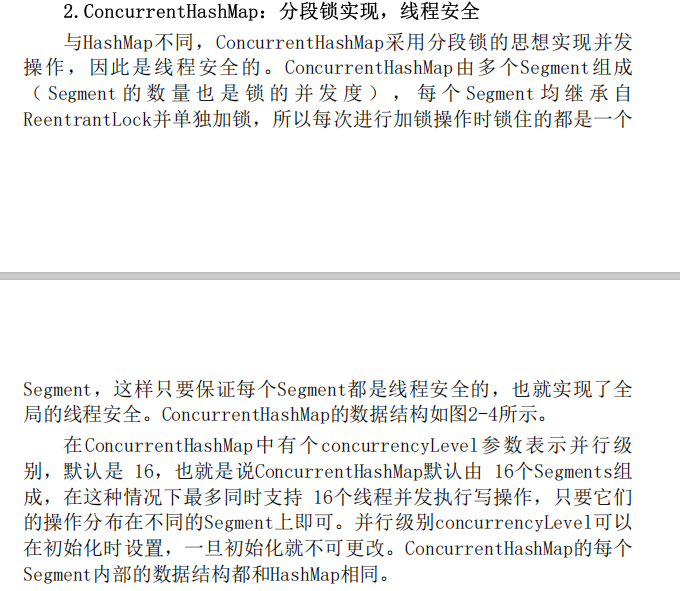 2.ConcurrentHashMap：分段锁实现，线程安全
与HashMap不同，ConcurrentHashMap采用分段锁的思想实现并发
操作，因此是线程安全的。ConcurrentHashMap由多个Segment组成
（Segment的数量也是锁的并发度），每个Segment均继承自
ReentrantLock并单独加锁，所以每次进行加锁操作时锁住的都是一个
Segment，这样只要保证每个Segment都是线程安全的，也就实现了全
局的线程安全。ConcurrentHashMap的数据结构如图2-4所示。
在ConcurrentHashMap中有个concurrencyLevel参数表示并行级
别，默认是 16，也就是说ConcurrentHashMap默认由 16个Segments组
成，在这种情况下最多同时支持 16个线程并发执行写操作，只要它们
的操作分布在不同的Segment上即可。并行级别concurrencyLevel可以
在初始化时设置，一旦初始化就不可更改。ConcurrentHashMap的每个
Segment内部的数据结构都和HashMap相同。